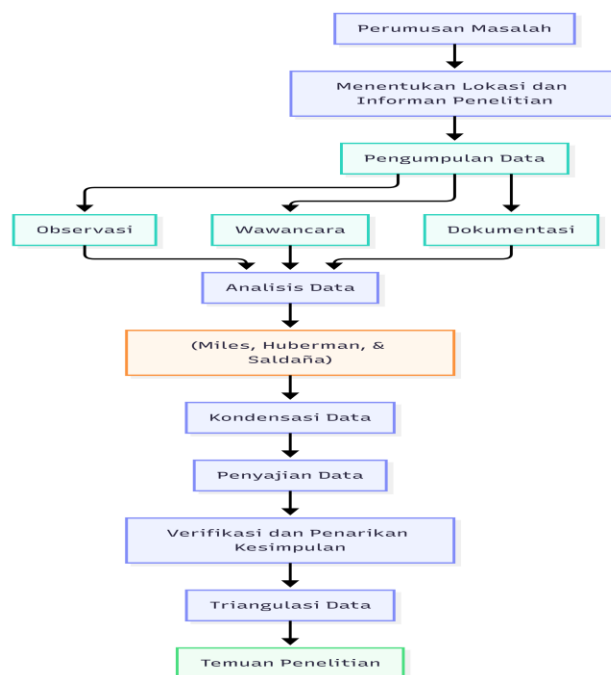 Perumusan Masalah
Menentukan Lokasi dan
Informan Penelitian
Pengumpulan Data
Observasi
Wawancara
Dokumentasi
Analisis Data
(Miles, Huberman, &
Saldaña)
Kondensasi Data
Penyajian Data
Verifikasi dan Penarikan
Kesimpulan
Triangulasi Data
Temuan Penelitian